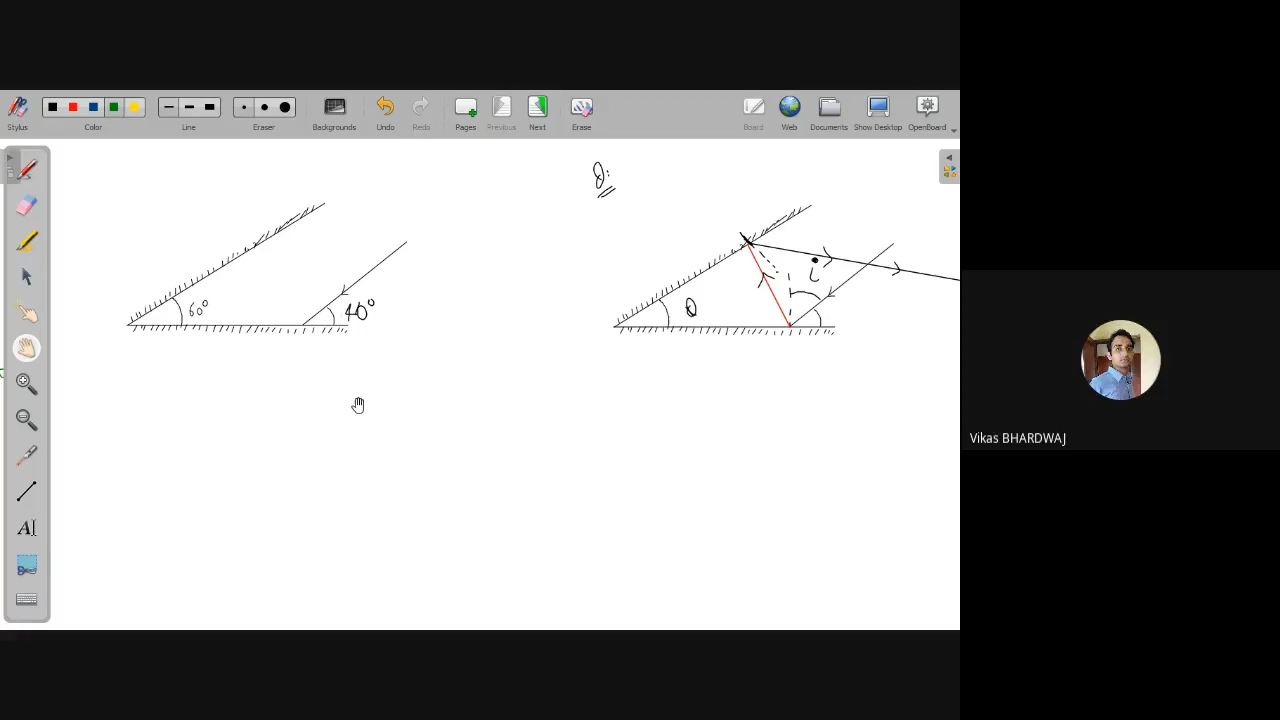 Stylus
Color
Line
Eraser
Backgrounds
Undo
Redo
Pages
Previous
Next
Erase
Board
Web
Documents
Show Desktop
OpenBoard
Q:
60°
40°
θ
i
A
Vikas BHARDWAJ